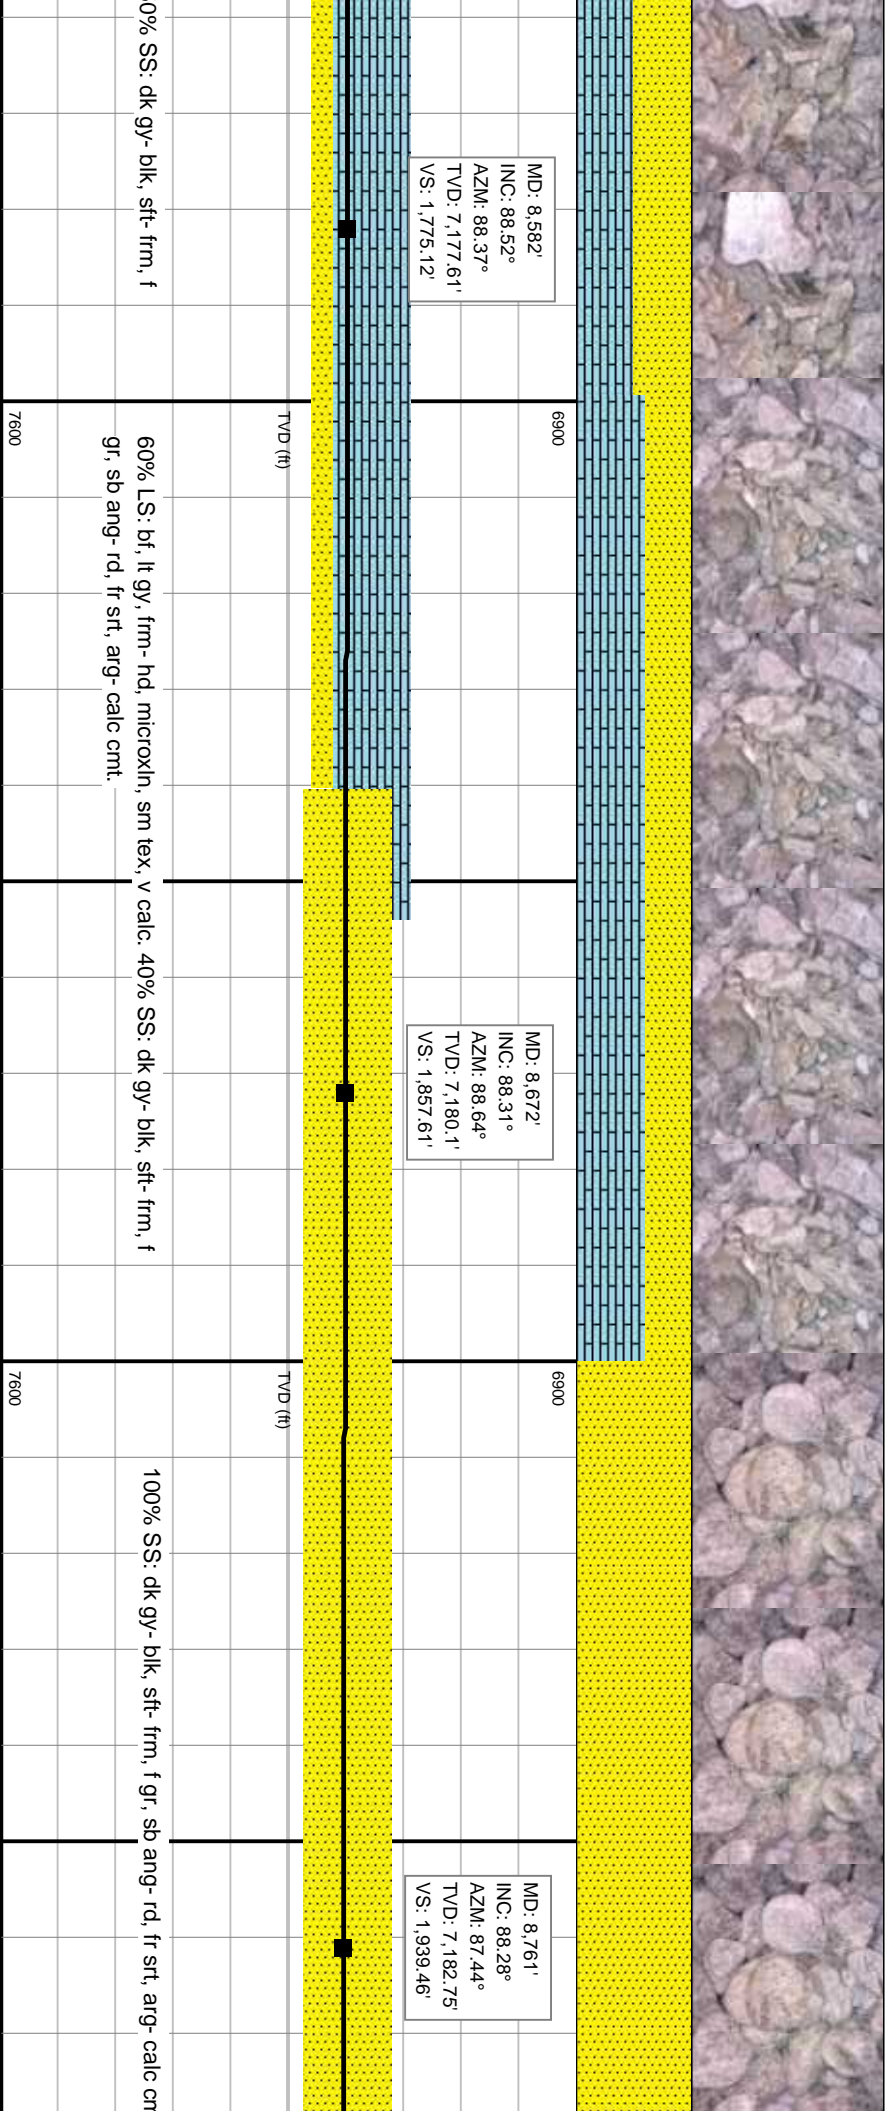 0% SS: dk gy- blk, sft- frm, f
MD: 8,582'
INC: 88.52°
AZM: 88.37°
TVD: 7,177.61'
VS: 1,775.12'
6900
TVD (ft)
7600
60% LS: bf, lt gy, frm- hd, microxln, sm tex, v calc. 40% SS: dk gy- blk, sft- frm, f
gr, sb ang- rd, fr srt, arg- calc cmt.
MD: 8,672'
INC: 88.31°
AZM: 88.64°
TVD: 7,180.1'
VS: 1,857.61'
6900
TVD (ft)
7600
100% SS: dk gy- blk, sft- frm, f gr, sb ang- rd, fr srt, arg- calc cm
MD: 8,761'
INC: 88.28°
AZM: 87.44°
TVD: 7,182.75'
VS: 1,939.46'